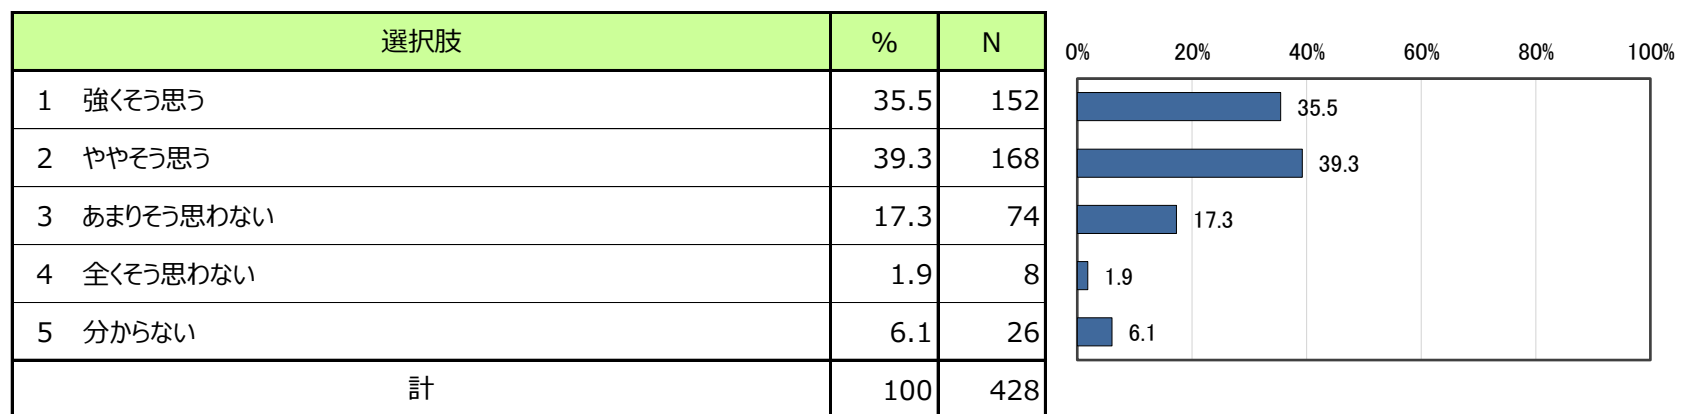 選択肢 % N
1 強くそう思う 35.5 152
2 ややそう思う 39.3 168
3 あまりそう思わない 17.3 74
4 全くそう思わない 1.9 8
5 分からない 6.1 26
計 100 428
0% 20% 40% 60% 80% 100%
35.5
39.3
17.3
1.9
6.1